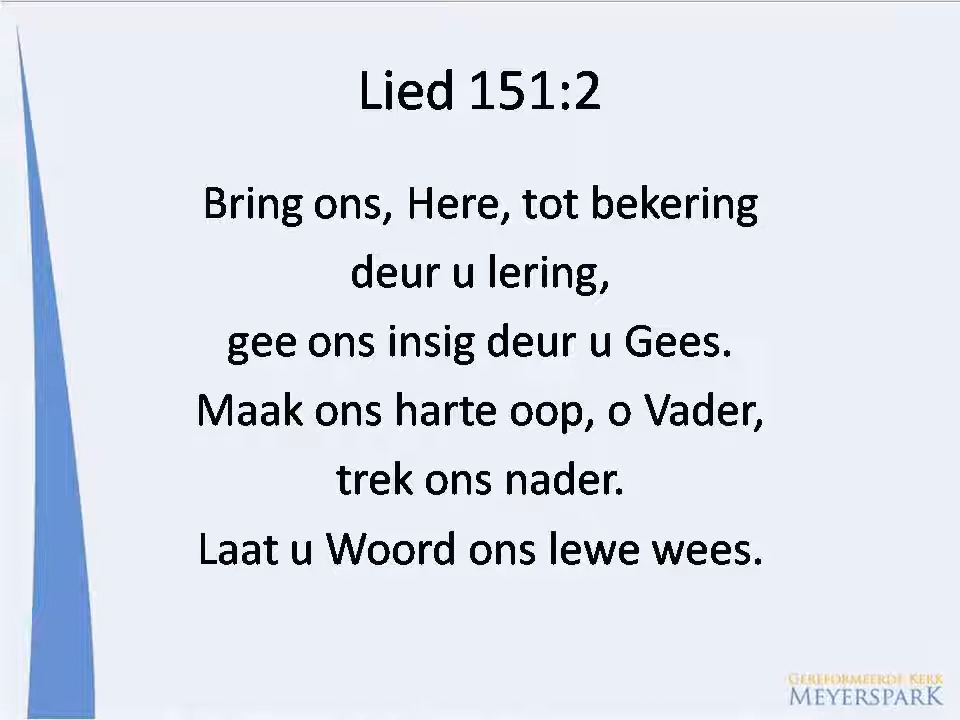 Lied 151:2
Bring ons, Here, tot bekering
deur u lering,
gee ons insig deur u Gees.
Maak ons harte oop, o Vader,
trek ons nader.
Laat u Woord ons lewe wees.
GEREFORMEERDE KERK
MEYERSPARK